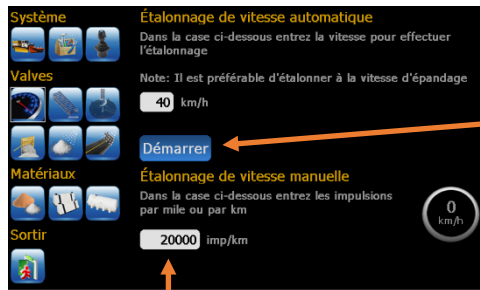 Système
Valves
Matériaux
Sortir
Étalonnage de vitesse automatique
Dans la case ci-dessous entrez la vitesse pour effectuer
l'étalonnage
Note: Il est préférable d'étalonner à la vitesse d'épandage
40 km/h
Démarrer
Étalonnage de vitesse manuelle
Dans la case ci-dessous entrez les impulsions
par mile ou par km
20000 imp/km
0
km/h